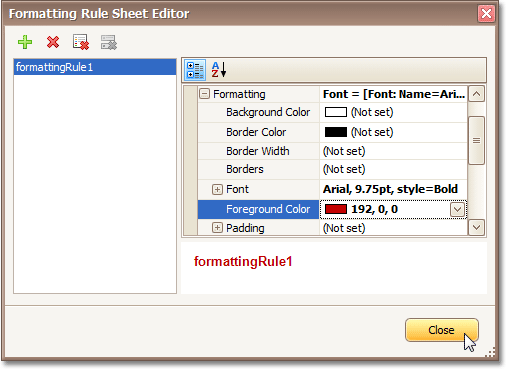 Formatting Rule Sheet Editor
formattingRule1
A
Z
Formatting Font = [Font: Name=Ari...
Background Color (Not set)
Border Color (Not set)
Border Width (Not set)
Borders (Not set)
Font Arial, 9.75pt, style=Bold
Foreground Color 192, 0, 0
Padding (Not set)
formattingRule1
Close